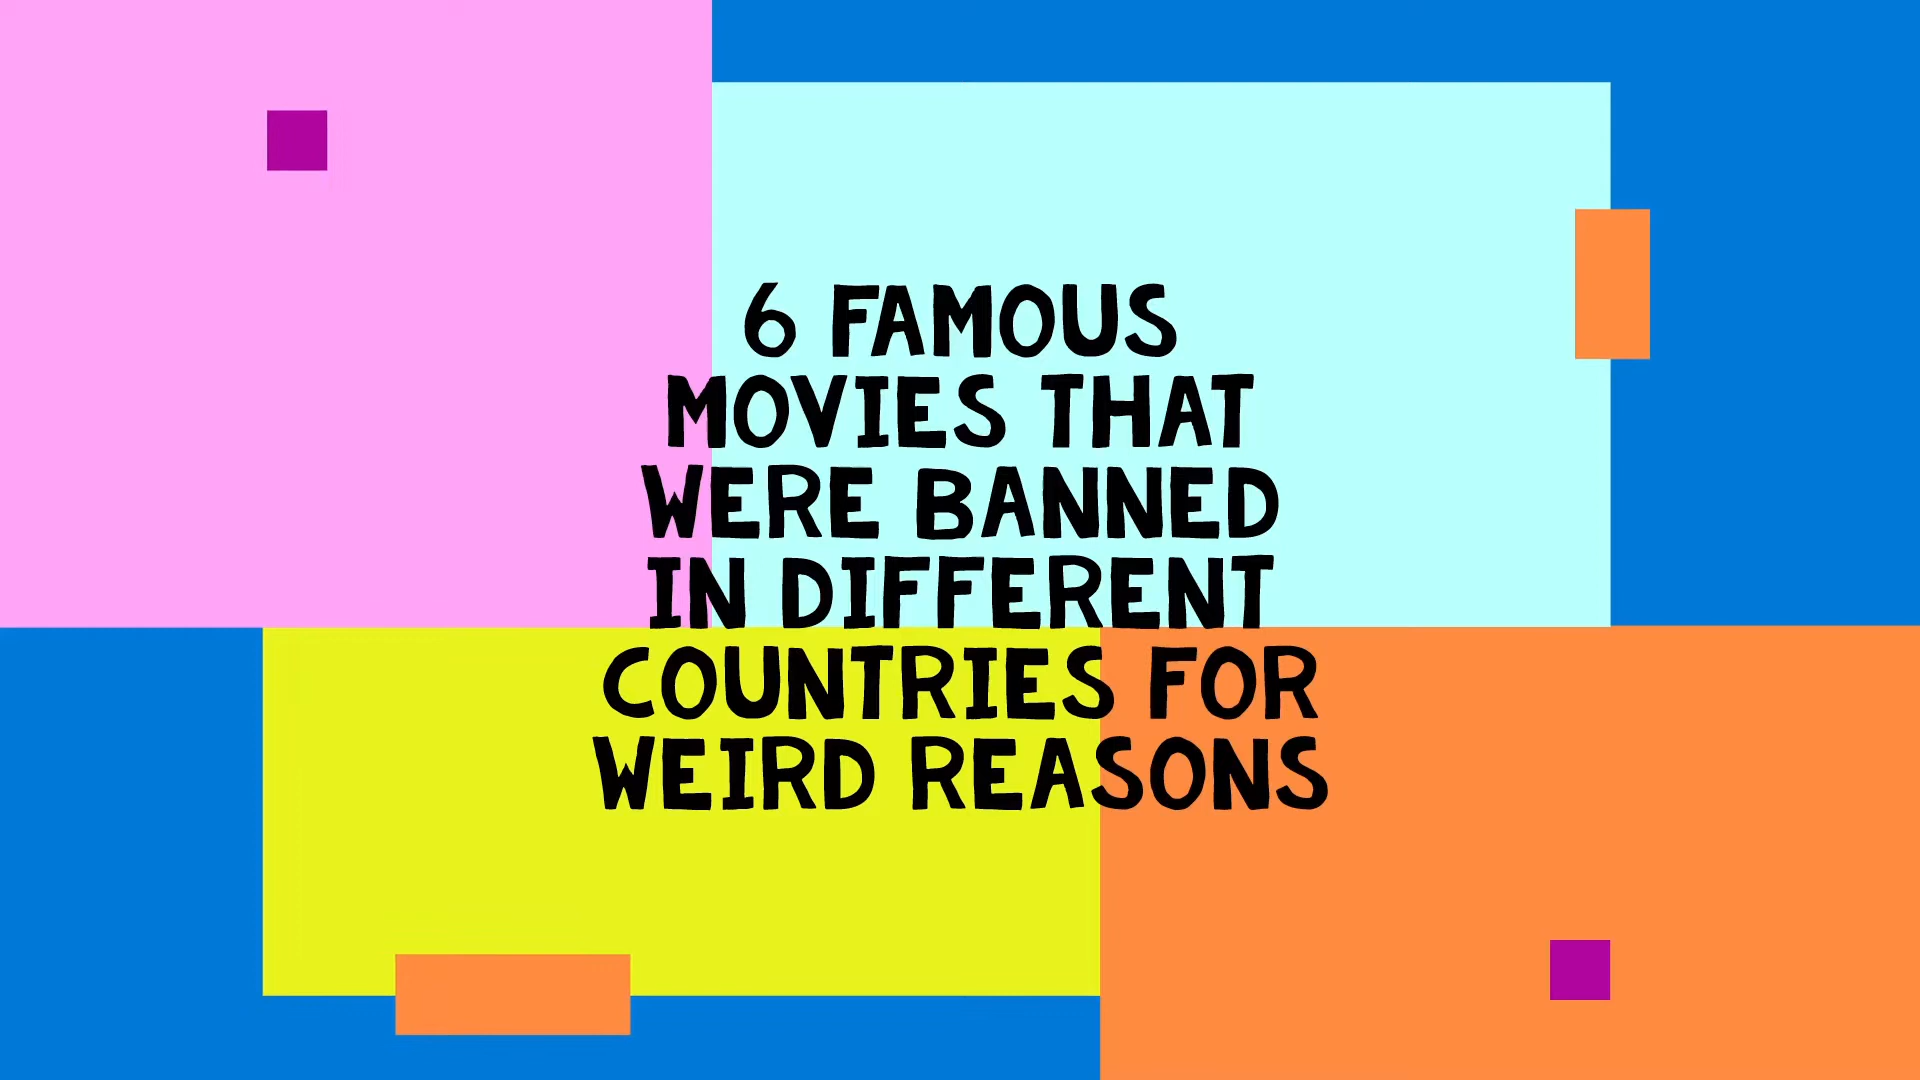 6 FAMOUS
MOVIES THAT
WERE BANNED
IN DIFFERENT
COUNTRIES FOR
WEIRD REASONS